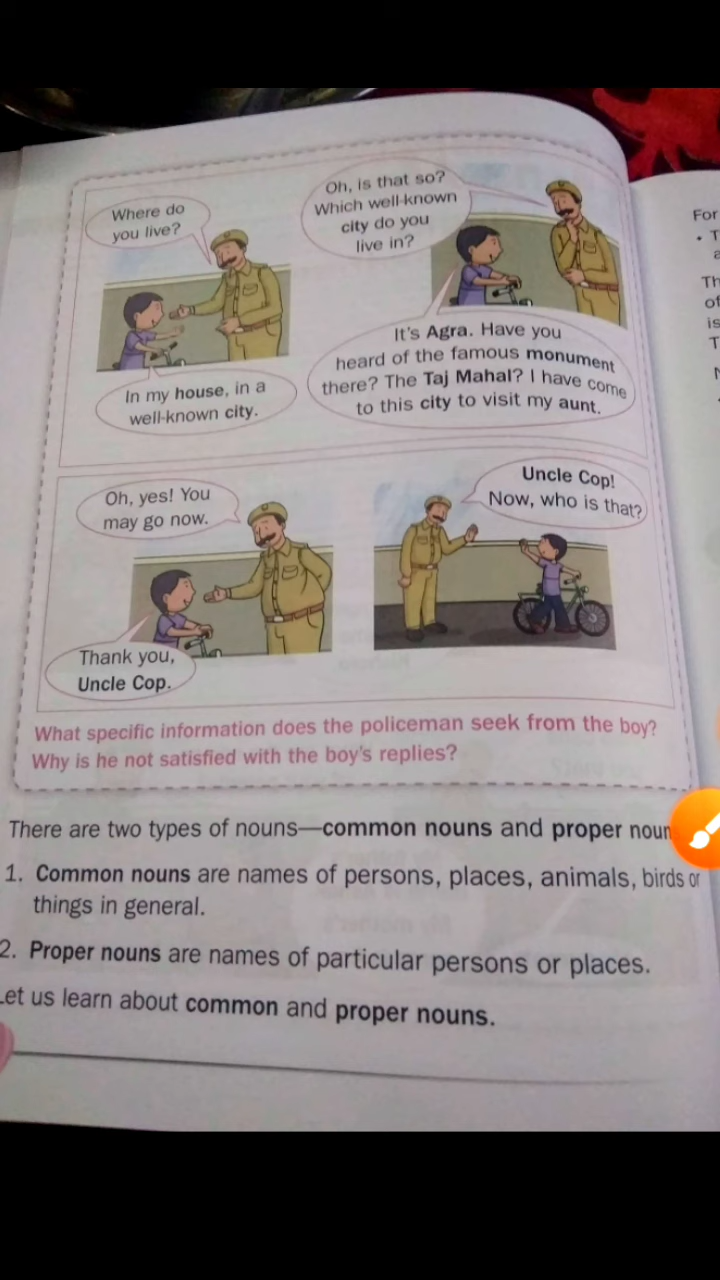 Where do
you live?
In my house, in a
well-known city.
Oh, is that so?
Which well-known
city do you
live in?
It's Agra. Have you
heard of the famous monument
there? The Taj Mahal? I have come
to this city to visit my aunt.
Oh, yes! You
may go now.
Thank you,
Uncle Cop.
Uncle Cop!
Now, who is that?
What specific information does the policeman seek from the boy?
Why is he not satisfied with the boy's replies?
There are two types of nouns—common nouns and proper noun
1. Common nouns are names of persons, places, animals, birds or
things in general.
2. Proper nouns are names of particular persons or places.
Let us learn about common and proper nouns.
For
• T
Th
of
is
T